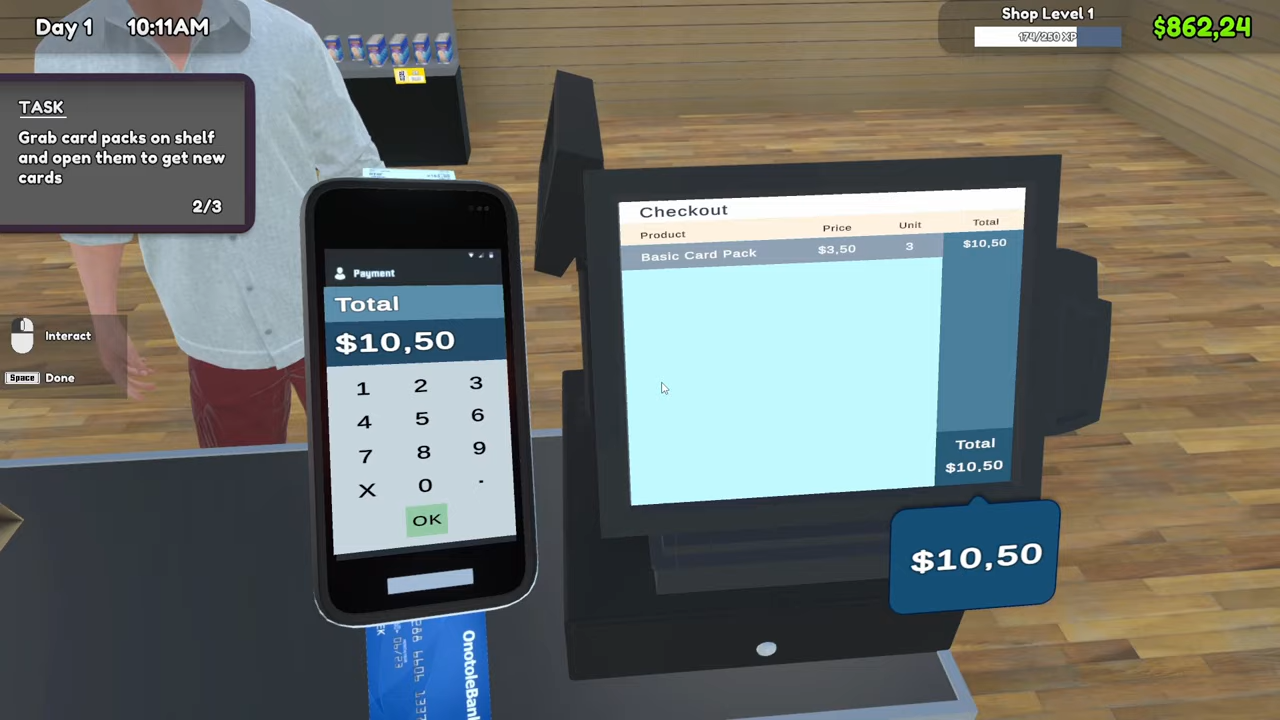 Day 1 10:11AM
Shop Level 1
174/250 XP
$862,24
TASK
Grab card packs on shelf
and open them to get new
cards
2/3
Interact
Space Done
Payment
Total
$10,50
1 2 3
4 5 6
7 8 9
X 0 .
OK
Checkout
Product Price Unit Total
Basic Card Pack $3,50 3 $10,50
Total
$10,50
$10,50
OnotoleBank